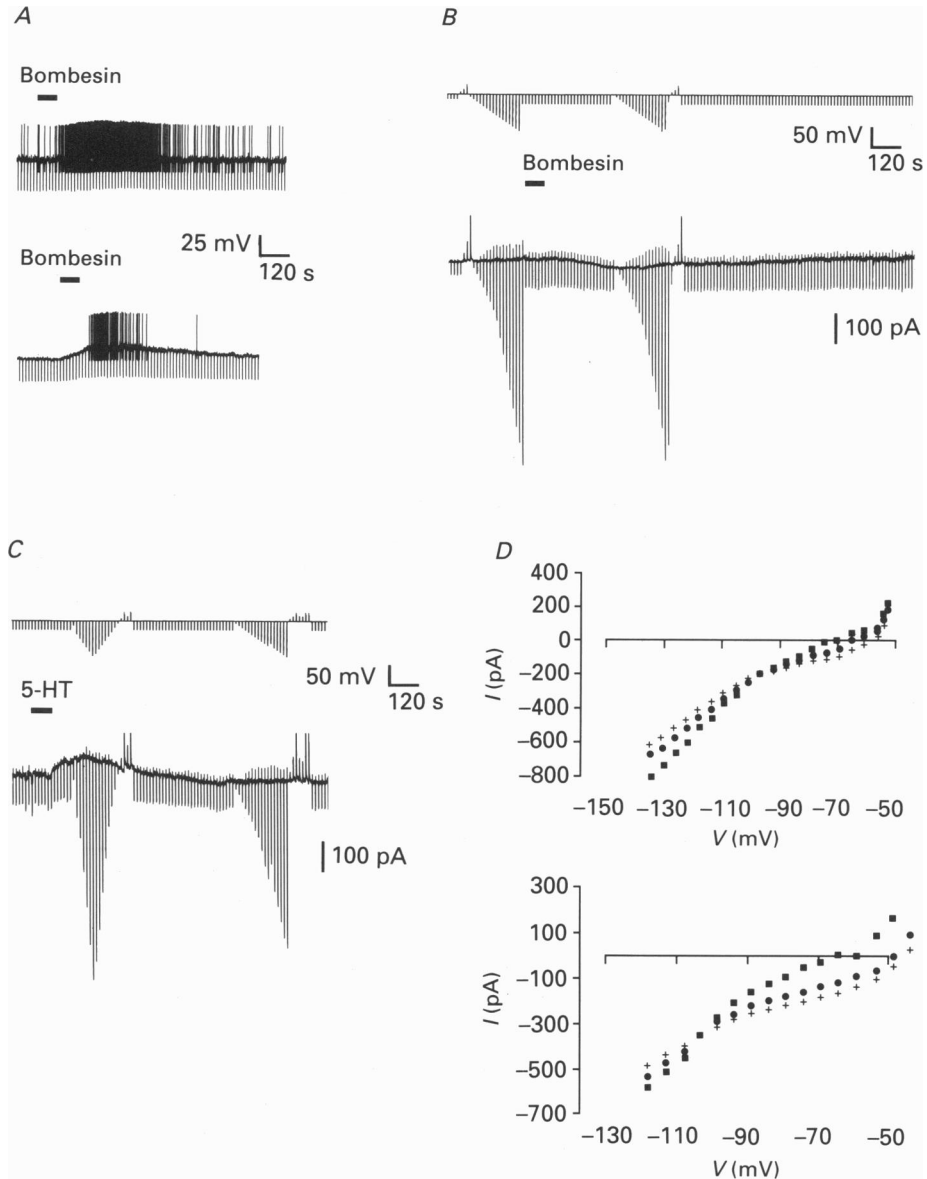 A
Bombesin
25 mV
120 s
Bombesin
B
50 mV
120 s
Bombesin
100 pA
C
50 mV
120 s
5-HT
100 pA
D
400
200
0
−200
−400
−600
−800
I (pA)
−150 −130 −110 −90 −70 −50
V (mV)
300
100
−100
−300
−500
−700
I (pA)
−130 −110 −90 −70 −50
V (mV)